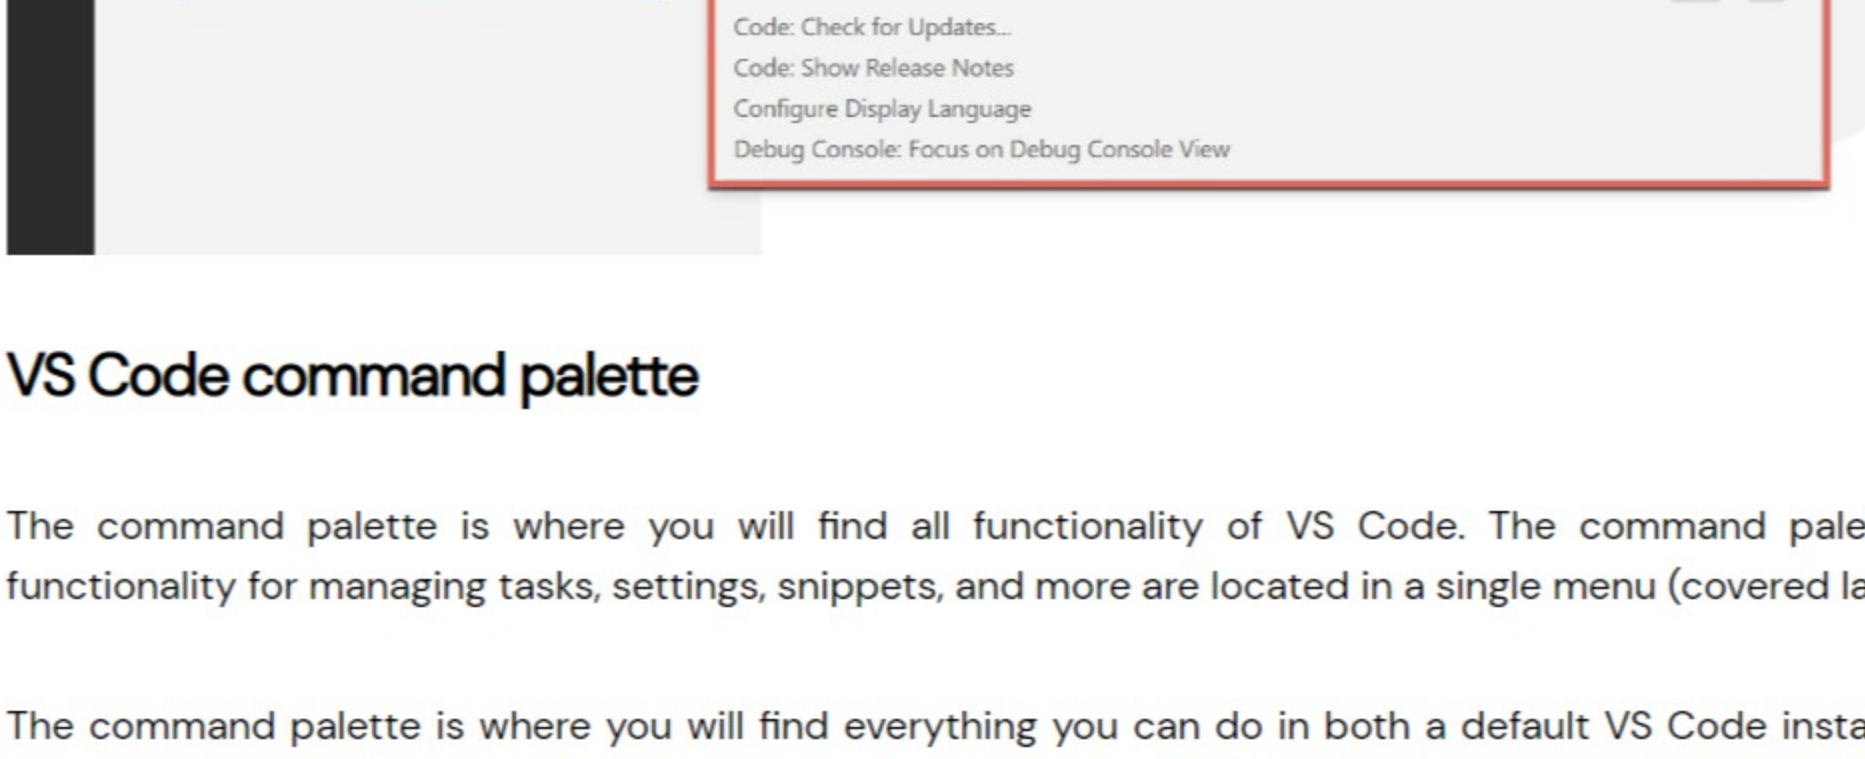 Code: Check for Updates...
Code: Show Release Notes
Configure Display Language
Debug Console: Focus on Debug Console View
VS Code command palette
The command palette is where you will find all functionality of VS Code. The command pale
functionality for managing tasks, settings, snippets, and more are located in a single menu (covered la
The command palette is where you will find everything you can do in both a default VS Code insta